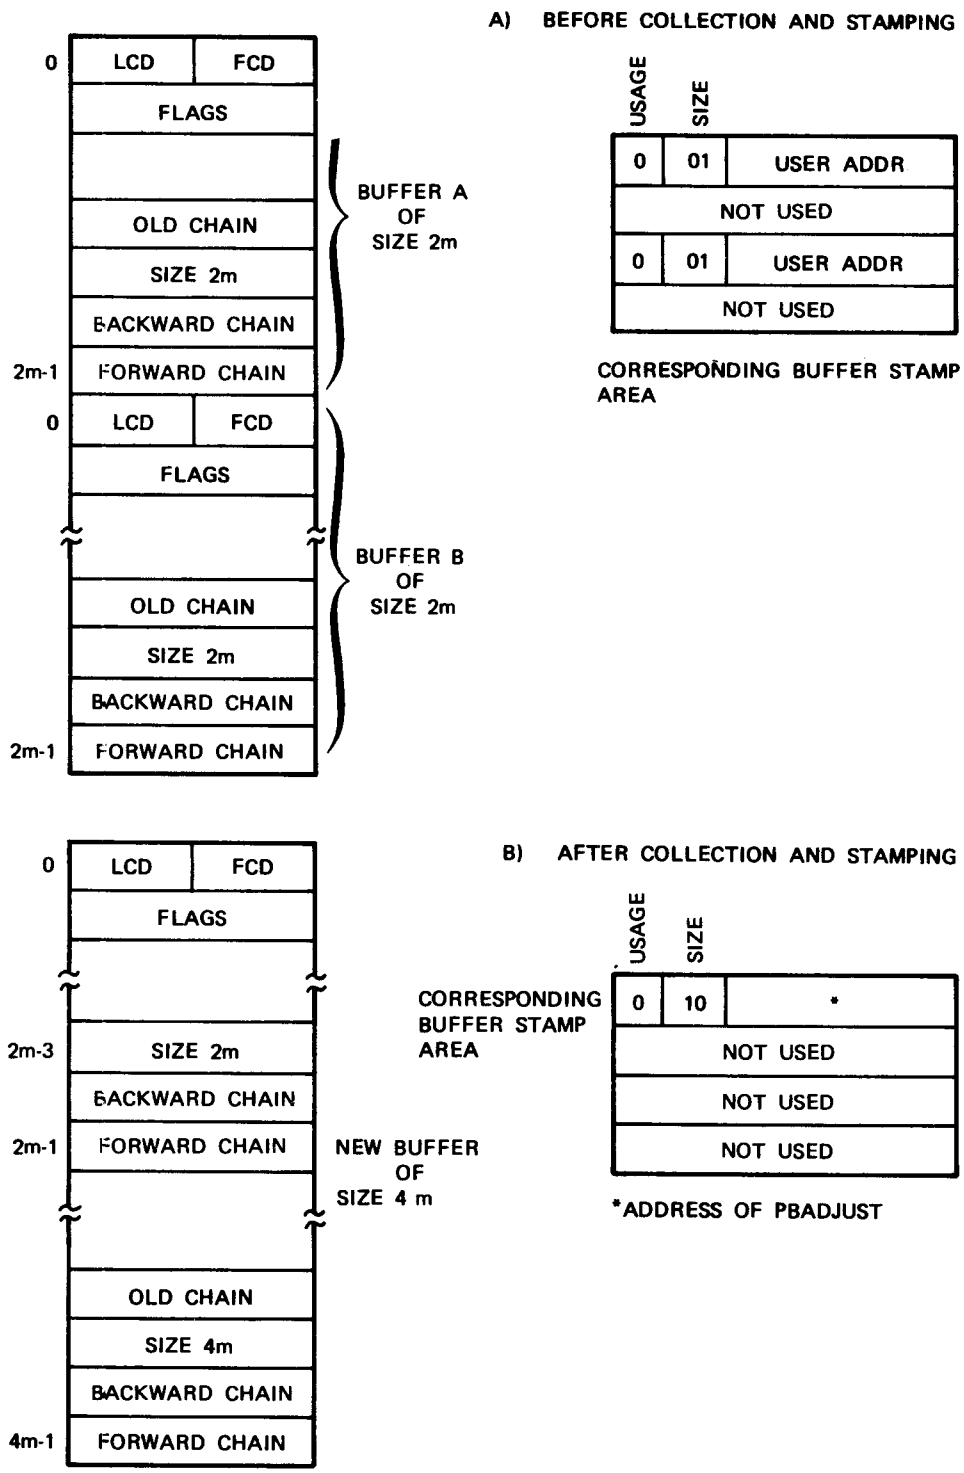 A) BEFORE COLLECTION AND STAMPING
0 LCD FCD
FLAGS
OLD CHAIN
SIZE 2m
BACKWARD CHAIN
2m-1 FORWARD CHAIN
BUFFER A
OF
SIZE 2m
0 LCD FCD
FLAGS
OLD CHAIN
SIZE 2m
BACKWARD CHAIN
2m-1 FORWARD CHAIN
BUFFER B
OF
SIZE 2m
USAGE SIZE
0 01 USER ADDR
NOT USED
0 01 USER ADDR
NOT USED
CORRESPONDING BUFFER STAMP
AREA
B) AFTER COLLECTION AND STAMPING
0 LCD FCD
FLAGS
2m-3 SIZE 2m
BACKWARD CHAIN
2m-1 FORWARD CHAIN
OLD CHAIN
SIZE 4m
BACKWARD CHAIN
4m-1 FORWARD CHAIN
NEW BUFFER
OF
SIZE 4 m
CORRESPONDING
BUFFER STAMP
AREA
USAGE SIZE
0 10 *
NOT USED
NOT USED
NOT USED
*ADDRESS OF PBADJUST